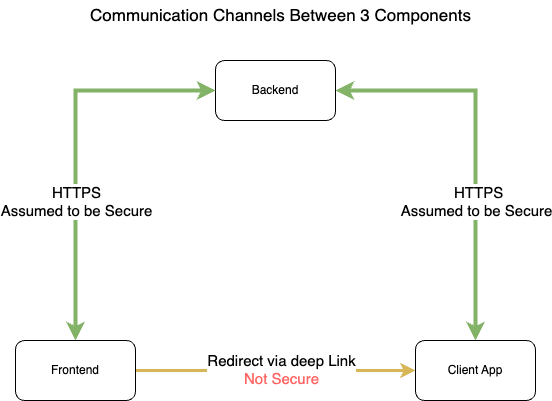 Communication Channels Between 3 Components
Backend
HTTPS
Assumed to be Secure
HTTPS
Assumed to be Secure
Frontend
Redirect via deep Link
Not Secure
Client App